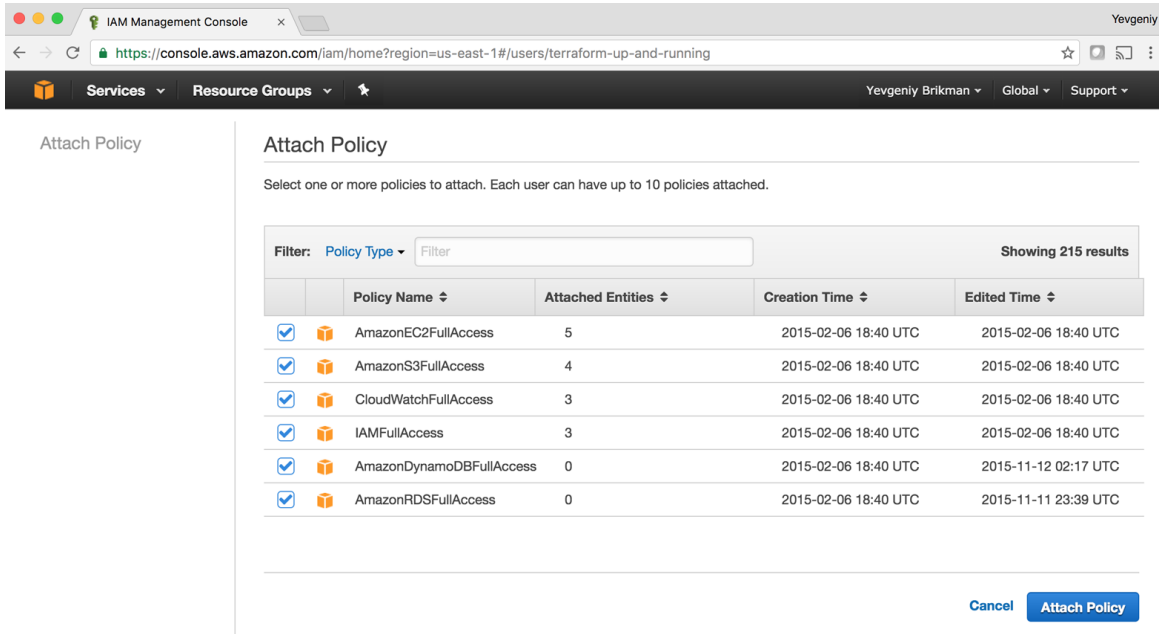 IAM Management Console ×
Yevgeniy
https://console.aws.amazon.com/iam/home?region=us-east-1#/users/terraform-up-and-running
Services Resource Groups Yevgeniy Brikman Global Support
Attach Policy
Attach Policy
Select one or more policies to attach. Each user can have up to 10 policies attached.
Filter: Policy Type Filter Showing 215 results
Policy Name Attached Entities Creation Time Edited Time
AmazonEC2FullAccess 5 2015-02-06 18:40 UTC 2015-02-06 18:40 UTC
AmazonS3FullAccess 4 2015-02-06 18:40 UTC 2015-02-06 18:40 UTC
CloudWatchFullAccess 3 2015-02-06 18:40 UTC 2015-02-06 18:40 UTC
IAMFullAccess 3 2015-02-06 18:40 UTC 2015-02-06 18:40 UTC
AmazonDynamoDBFullAccess 0 2015-02-06 18:40 UTC 2015-11-12 02:17 UTC
AmazonRDSFullAccess 0 2015-02-06 18:40 UTC 2015-11-11 23:39 UTC
Cancel Attach Policy